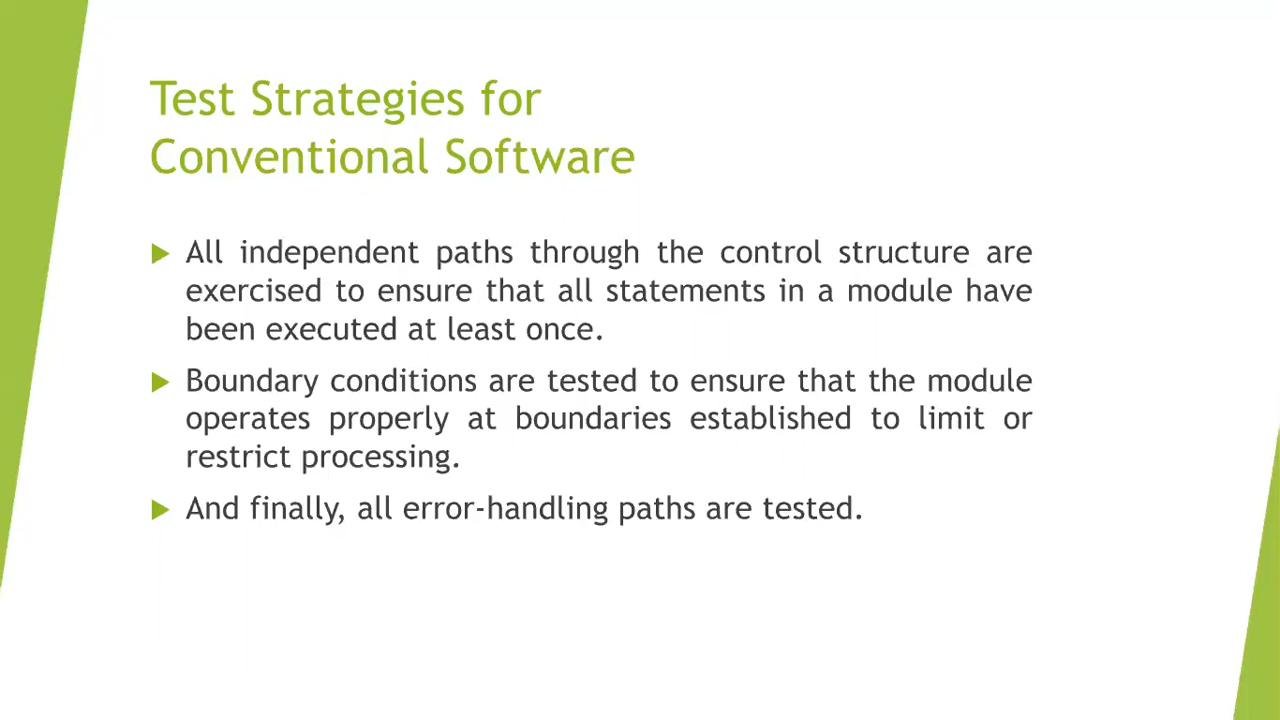 Test Strategies for
Conventional Software
All independent paths through the control structure are
exercised to ensure that all statements in a module have
been executed at least once.
Boundary conditions are tested to ensure that the module
operates properly at boundaries established to limit or
restrict processing.
And finally, all error-handling paths are tested.